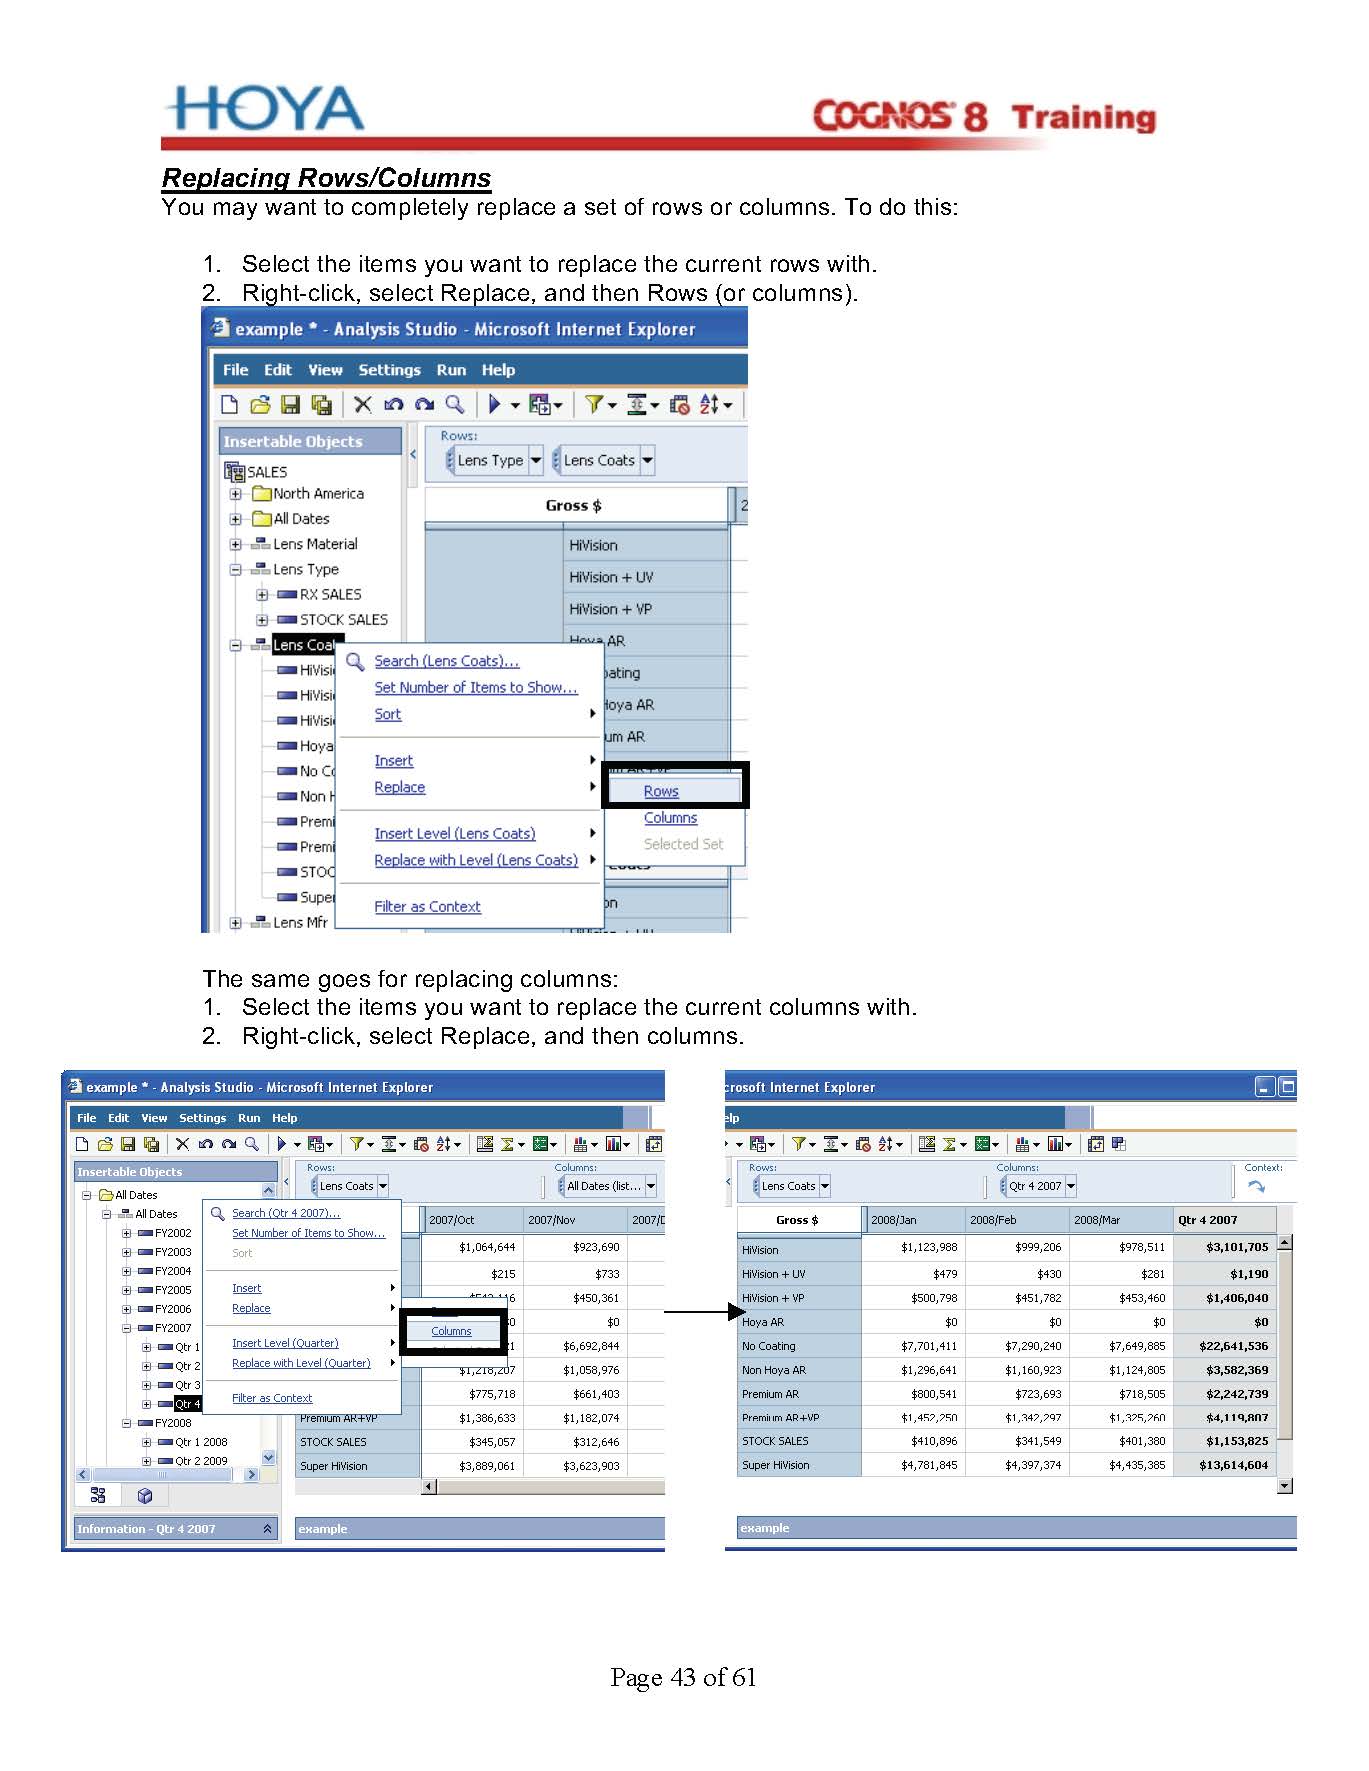 HOYA
COGNOS 8 Training
Replacing Rows/Columns
You may want to completely replace a set of rows or columns. To do this:
1. Select the items you want to replace the current rows with.
2. Right-click, select Replace, and then Rows (or columns).
example * - Analysis Studio - Microsoft Internet Explorer
File Edit View Settings Run Help
Insertable Objects
SALES
North America
All Dates
Lens Material
Lens Type
RX SALES
STOCK SALES
Lens Coa
HiVisi
HiVisi
HiVisi
Hoya
No Co
Non H
Premi
Premi
STOC
Super
Lens Mfr
Rows:
Lens Type Lens Coats
Gross $
2
HiVision
HiVision + UV
HiVision + VP
Hoya AR
oating
Hoya AR
um AR
um AR+VP
Search (Lens Coats)...
Set Number of Items to Show...
Sort
Insert
Replace
Insert Level (Lens Coats)
Replace with Level (Lens Coats)
Filter as Context
Rows
Columns
Selected Set
Coats
on
The same goes for replacing columns:
1. Select the items you want to replace the current columns with.
2. Right-click, select Replace, and then columns.
example * - Analysis Studio - Microsoft Internet Explorer
File Edit View Settings Run Help
Insertable Objects
All Dates
All Dates
FY2002
FY2003
FY2004
FY2005
FY2006
FY2007
Qtr 1
Qtr 2
Qtr 3
Qtr 4
FY2008
Qtr 1 2008
Qtr 2 2009
Information - Qtr 4 2007
Search (Qtr 4 2007)...
Set Number of Items to Show...
Sort
Insert
Replace
Insert Level (Quarter)
Replace with Level (Quarter)
Filter as Context
Columns
Rows: Columns:
Lens Coats All Dates (list...
2007/Oct 2007/Nov 2007/D
$1,064,644 $923,690
$215 $733
$450,361
$0
$6,692,844
$1,218,207 $1,058,976
$775,718 $661,403
Premium AR+VP $1,386,633 $1,182,074
STOCK SALES $345,057 $312,646
Super HiVision $3,889,061 $3,623,903
example
crosoft Internet Explorer
elp
Rows: Columns: Context:
Lens Coats Qtr 4 2007
Gross $ 2008/Jan 2008/Feb 2008/Mar Qtr 4 2007
HiVision $1,123,988 $999,206 $978,511 $3,101,705
HiVision + UV $479 $430 $281 $1,190
HiVision + VP $500,798 $451,782 $453,460 $1,406,040
Hoya AR $0 $0 $0 $0
No Coating $7,701,411 $7,290,240 $7,649,885 $22,641,536
Non Hoya AR $1,296,641 $1,160,923 $1,124,805 $3,582,369
Premium AR $800,541 $723,693 $718,505 $2,242,739
Premium AR+VP $1,452,250 $1,342,297 $1,325,260 $4,119,807
STOCK SALES $410,896 $341,549 $401,380 $1,153,825
Super HiVision $4,781,845 $4,397,374 $4,435,385 $13,614,604
example
Page 43 of 61